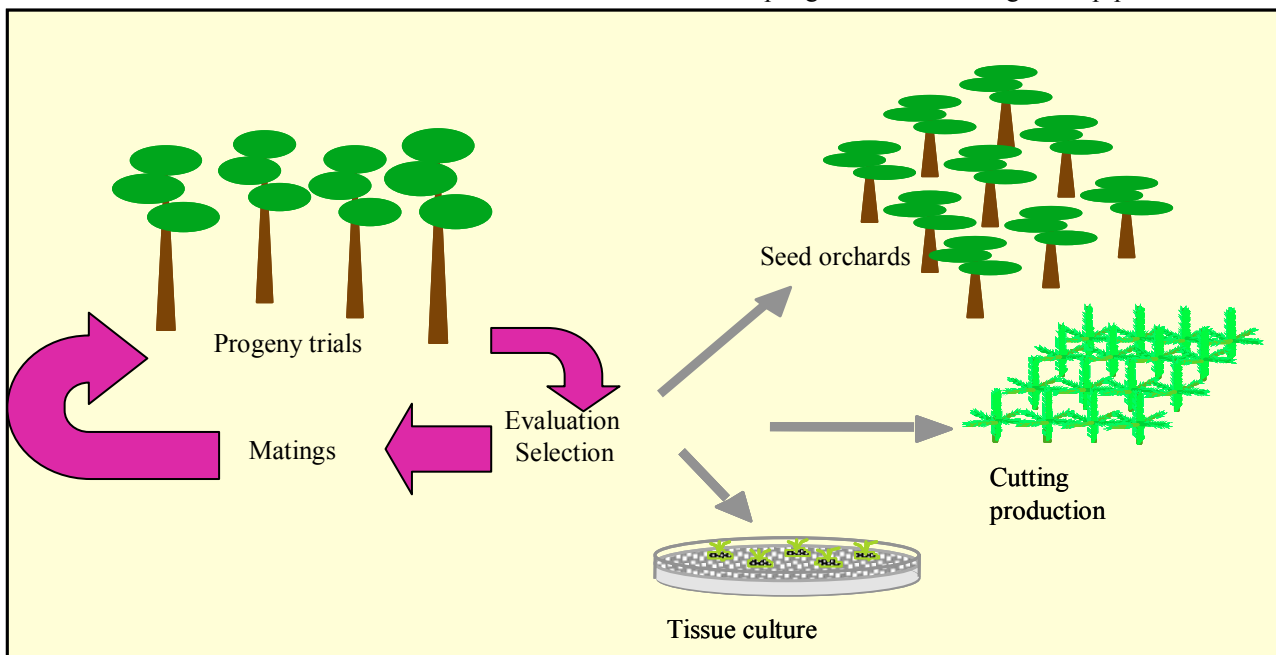 Seed orchards
Progeny trials
Evaluation
Selection
Matings
Cutting
production
Tissue culture